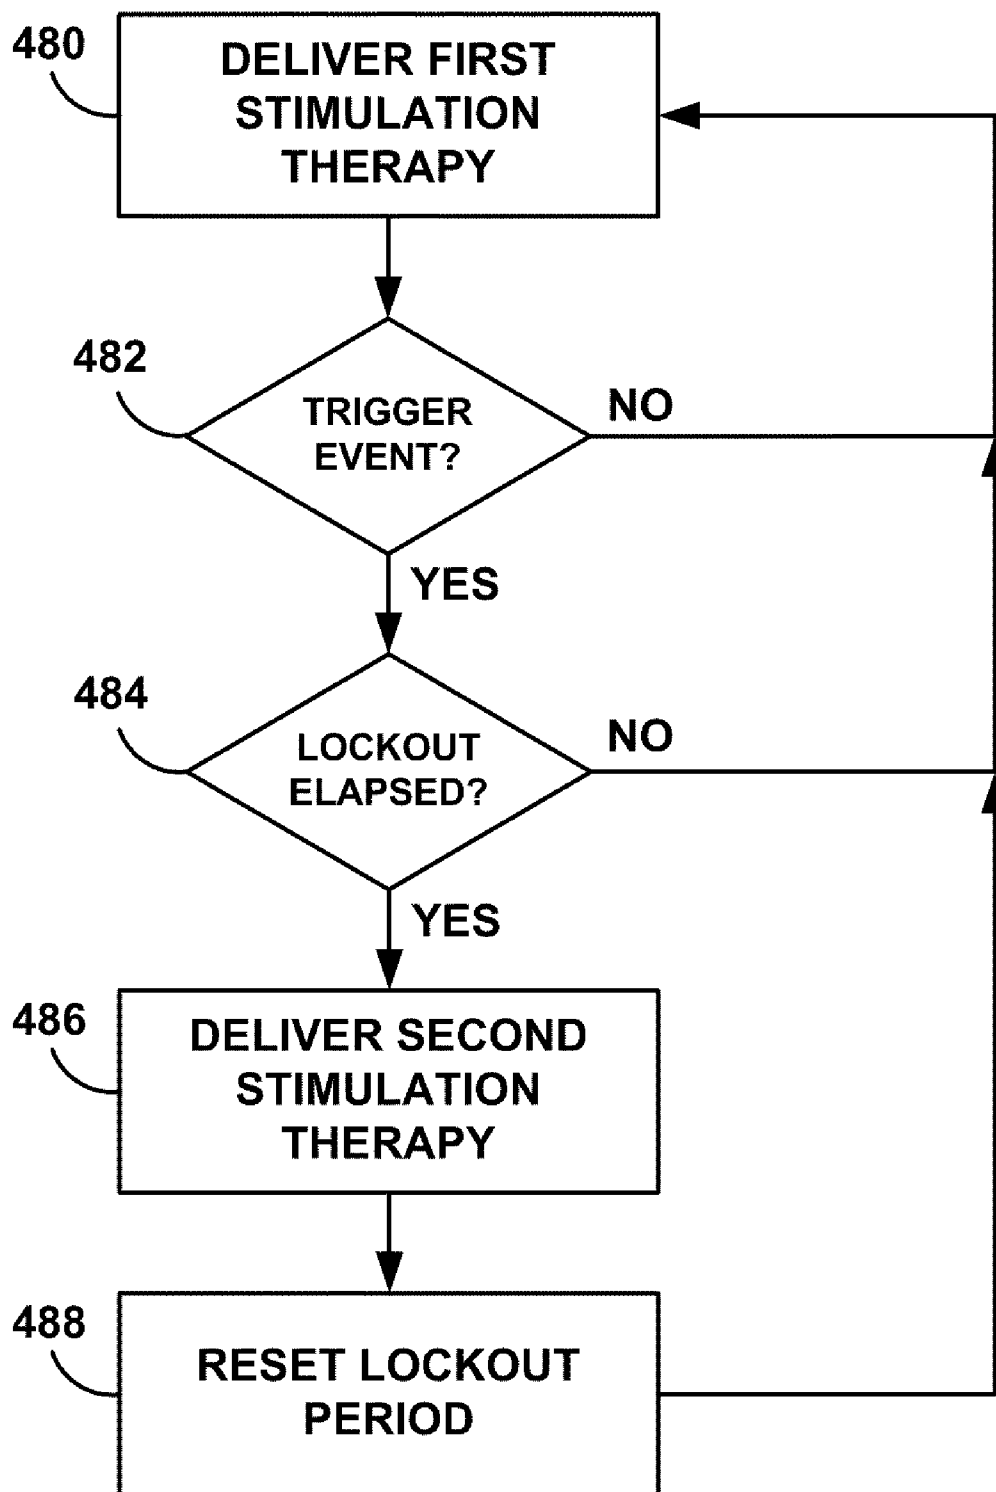 480
DELIVER FIRST
STIMULATION
THERAPY
482
TRIGGER
EVENT?
NO
YES
484
LOCKOUT
ELAPSED?
NO
YES
486
DELIVER SECOND
STIMULATION
THERAPY
488
RESET LOCKOUT
PERIOD